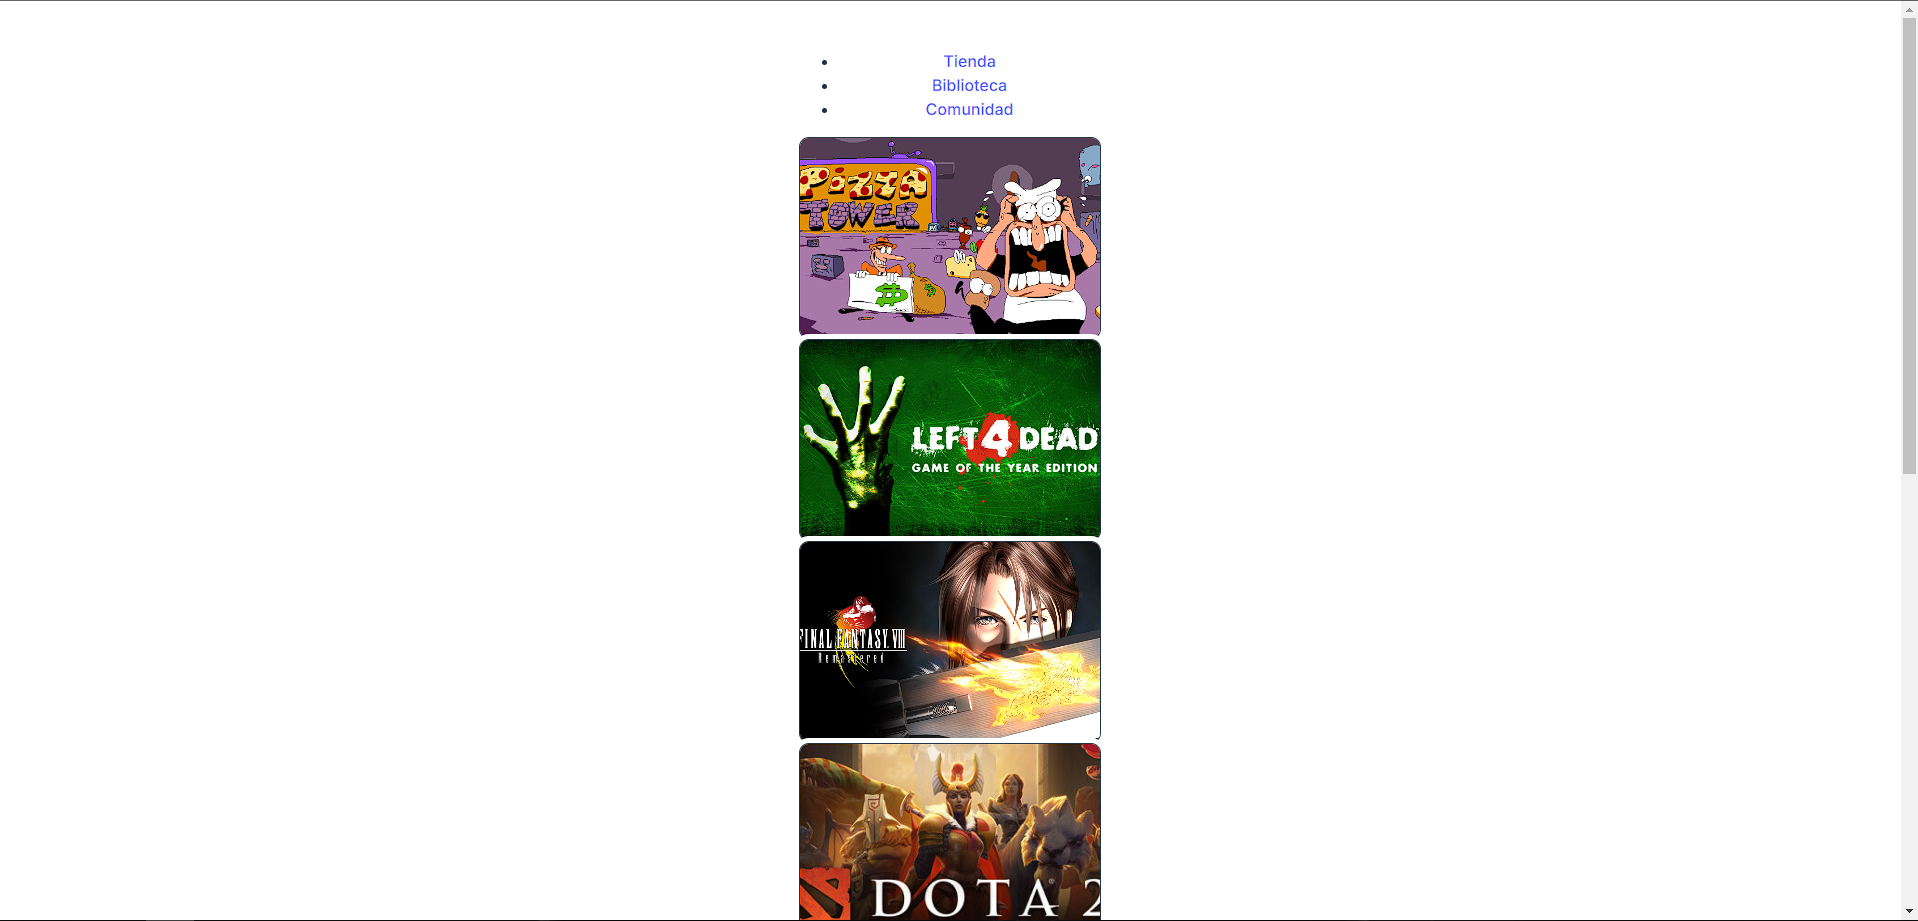 Tienda
Biblioteca
Comunidad
PIZZA
TOWER
LEFT 4 DEAD
GAME OF THE YEAR EDITION
FINAL FANTASY VIII
Remastered
DOTA 2